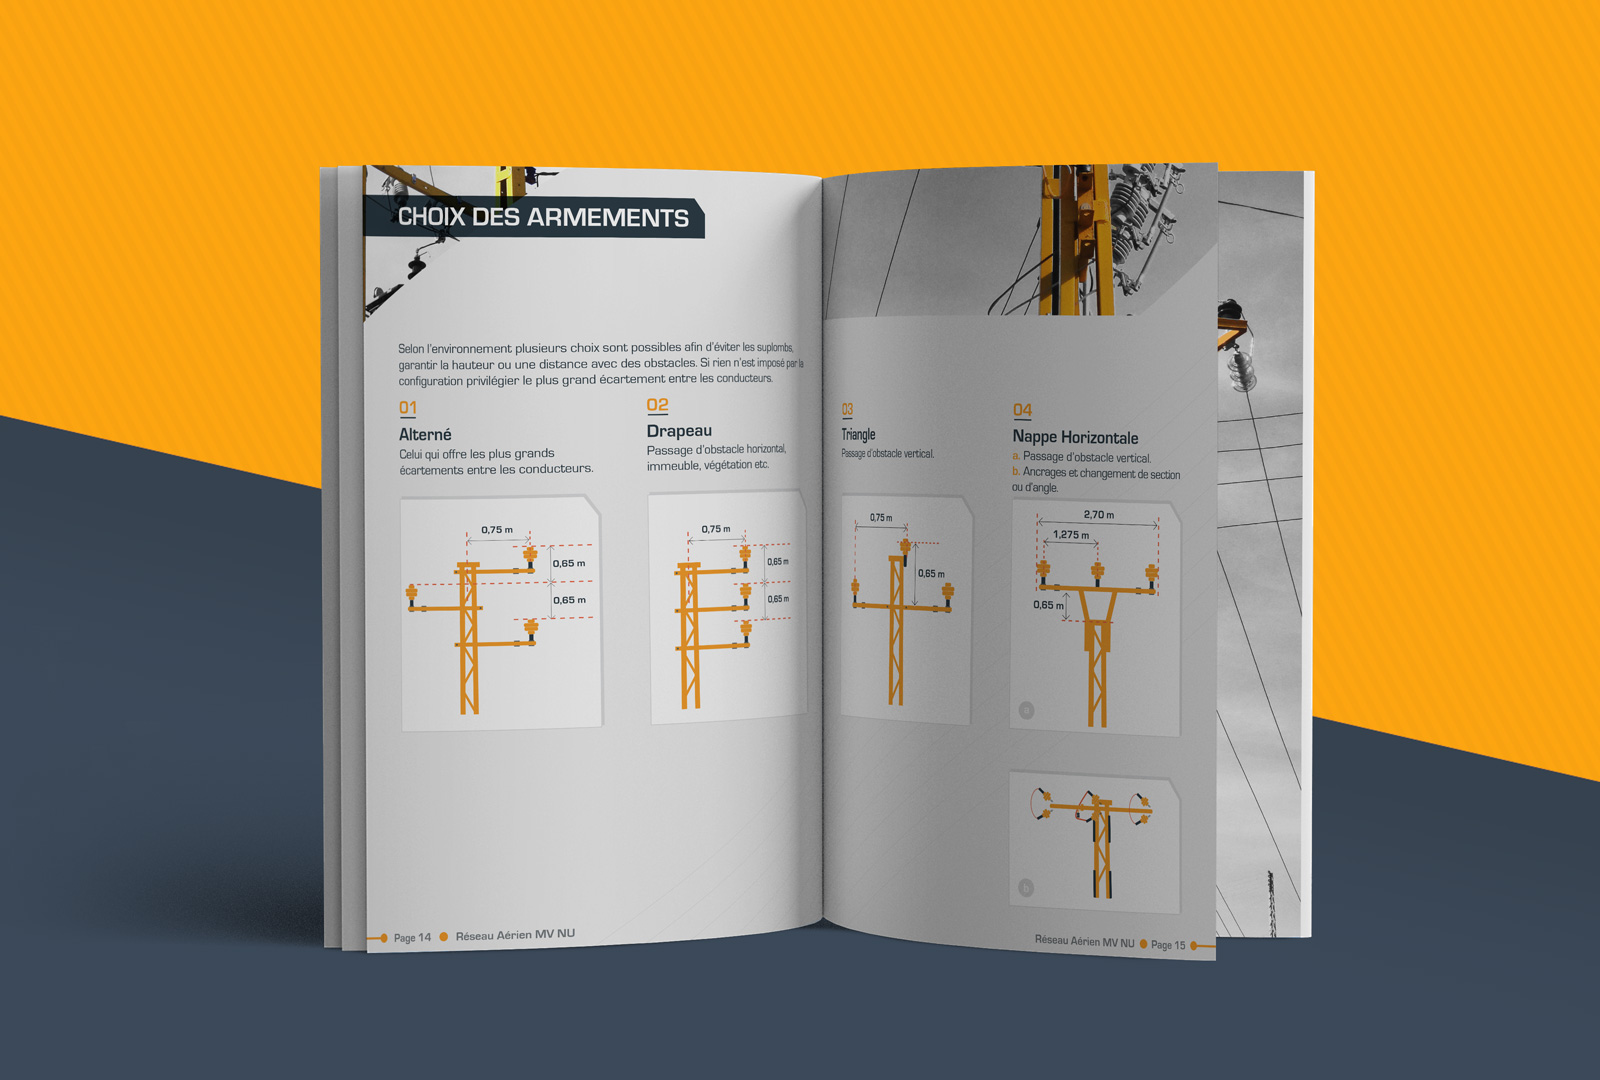 CHOIX DES ARMEMENTS
Selon l'environnement plusieurs choix sont possibles afin d'éviter les suplombs,
garantir la hauteur ou une distance avec des obstacles. Si rien n'est imposé par la
configuration privilégier le plus grand écartement entre les conducteurs.
01
Alterné
Celui qui offre les plus grands
écartements entre les conducteurs.
0,75 m
0,65 m
0,65 m
02
Drapeau
Passage d'obstacle horizontal,
immeuble, végétation etc.
0,75 m
0,65 m
0,65 m
Page 14
Réseau Aérien MV NU
03
Triangle
Passage d'obstacle vertical.
0,75 m
0,65 m
04
Nappe Horizontale
a. Passage d'obstacle vertical.
b. Ancrages et changement de section
ou d'angle.
2,70 m
1,275 m
0,65 m
a
b
Réseau Aérien MV NU
Page 15